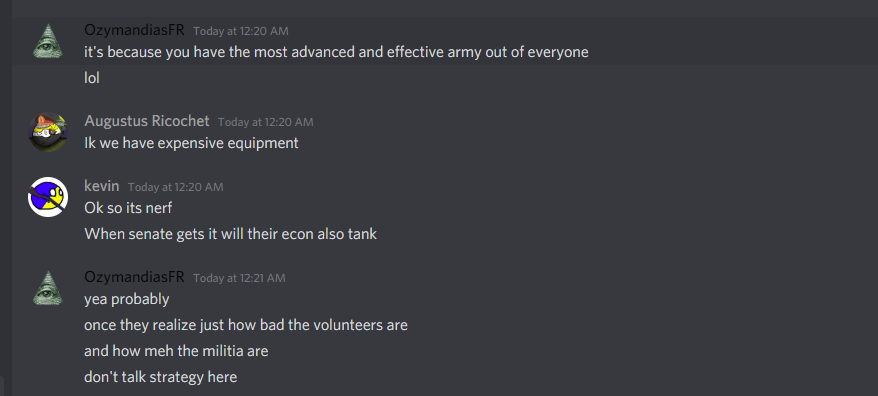 OzymandiasFR Today at 12:20 AM
it's because you have the most advanced and effective army out of everyone
lol
Augustus Ricochet Today at 12:20 AM
Ik we have expensive equipment
kevin Today at 12:20 AM
Ok so its nerf
When senate gets it will their econ also tank
OzymandiasFR Today at 12:21 AM
yea probably
once they realize just how bad the volunteers are
and how meh the militia are
don't talk strategy here